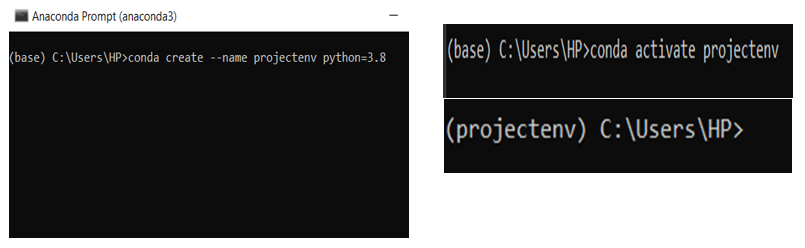 Anaconda Prompt (anaconda3)
(base) C:\Users\HP>conda create --name projectenv python=3.8
(base) C:\Users\HP>conda activate projectenv
(projectenv) C:\Users\HP>